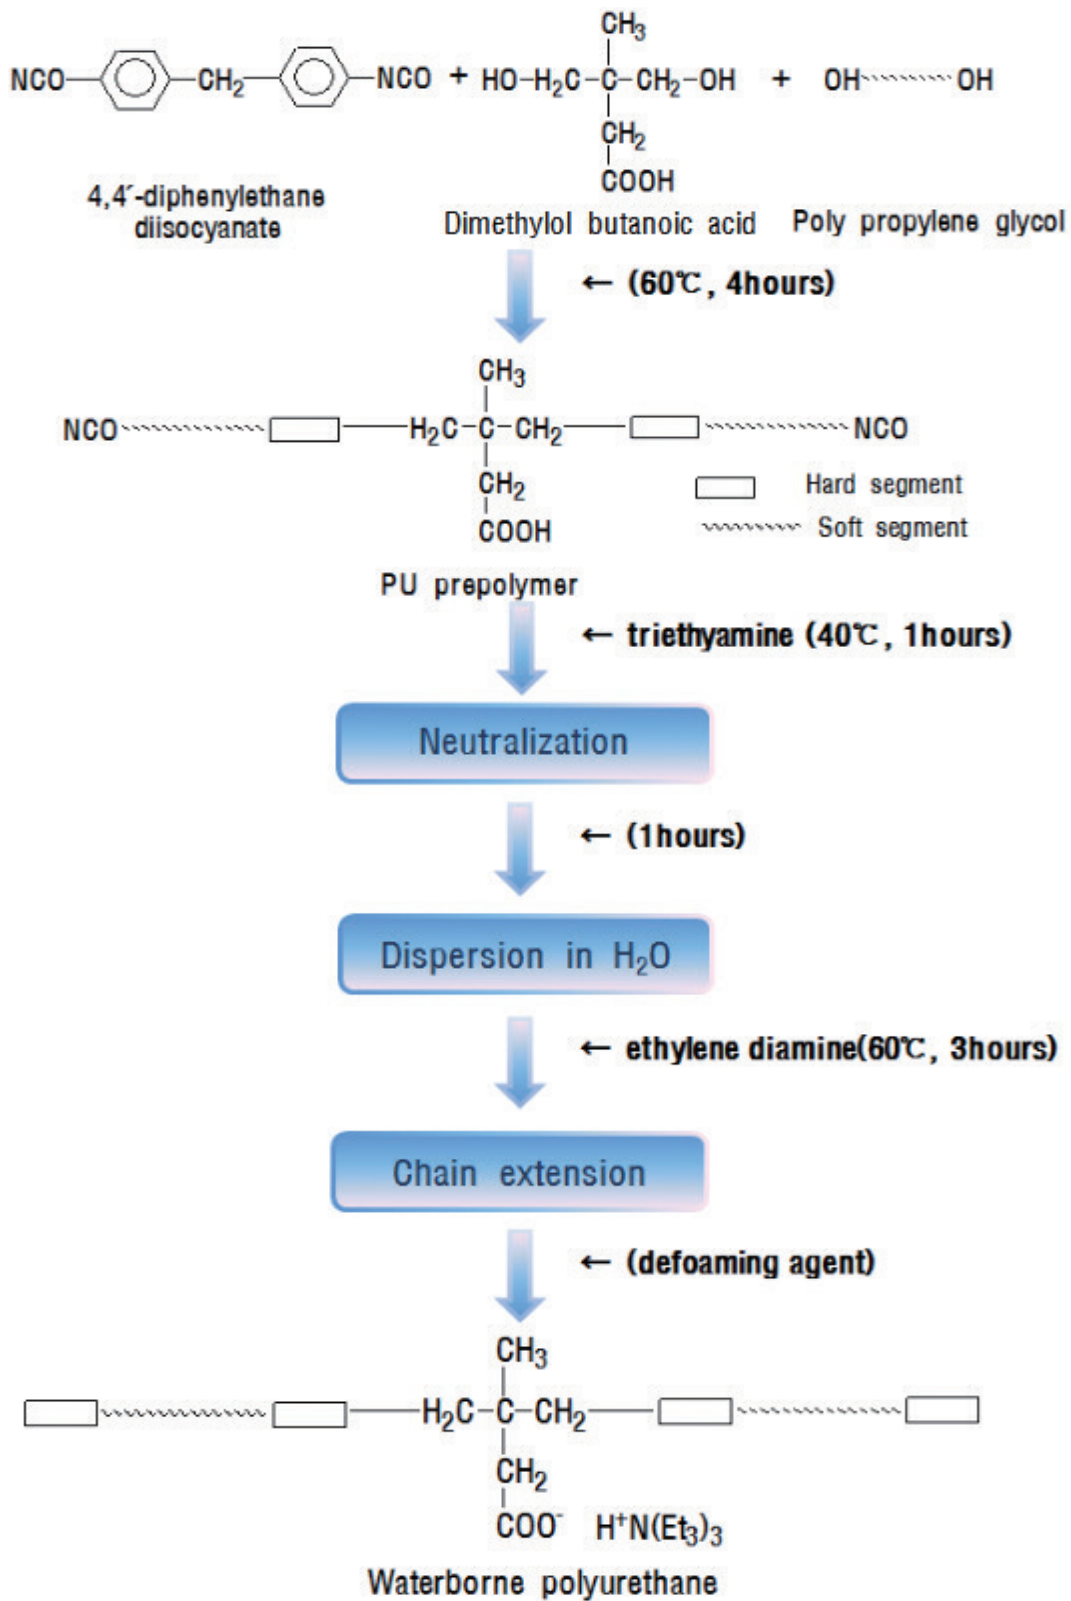 CH₃
NCO CH₂ NCO + HO-H₂C-C-CH₂-OH + OH OH
CH₂
COOH
4,4´-diphenylethane
diisocyanate
Dimethylol butanoic acid
Poly propylene glycol
← (60℃, 4hours)
CH₃
NCO H₂C-C-CH₂ NCO
CH₂
COOH
Hard segment
Soft segment
PU prepolymer
← triethyamine (40℃, 1hours)
Neutralization
← (1hours)
Dispersion in H₂O
← ethylene diamine(60℃, 3hours)
Chain extension
← (defoaming agent)
CH₃
H₂C-C-CH₂
CH₂
COO⁻ H⁺N(Et₃)₃
Waterborne polyurethane